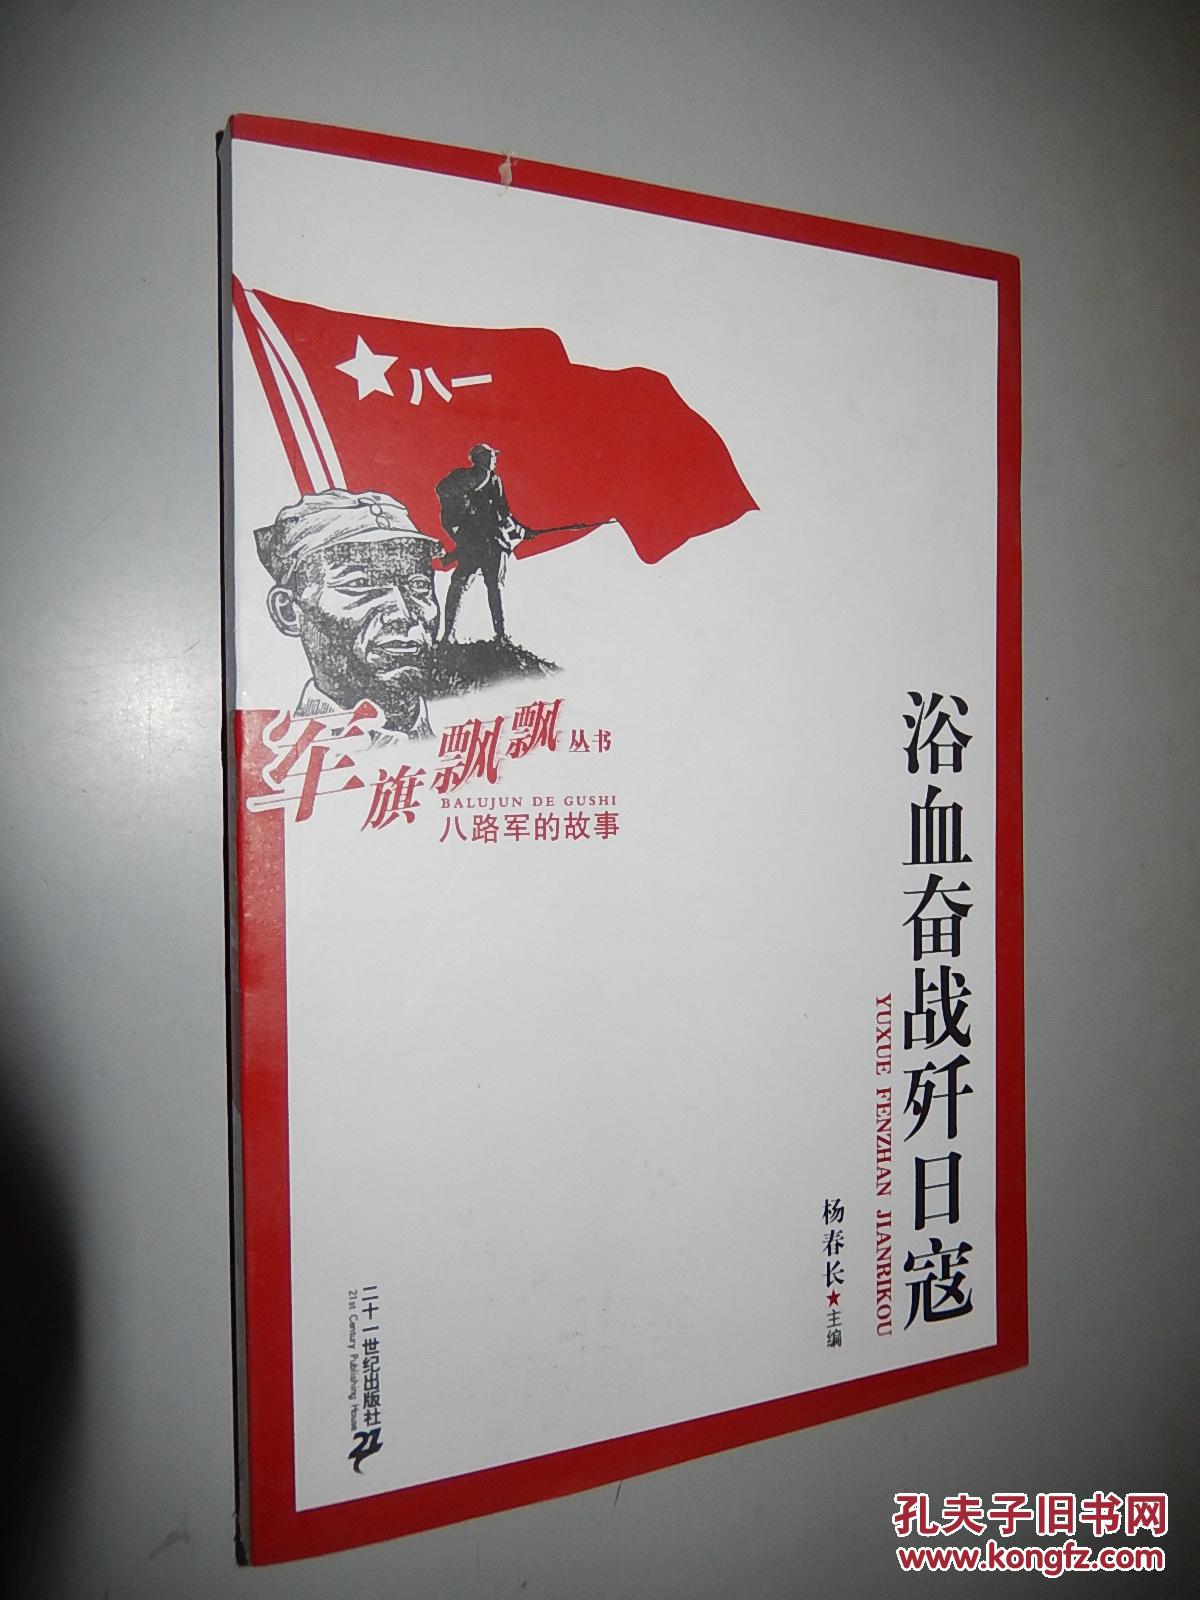 八一
军旗飘飘丛书
BALUJUN DE GUSHI
八路军的故事
浴血奋战歼日寇
YUXUE FENZHAN JIANRIKOU
杨春长★主编
二十一世纪出版社
21st Century Publishing House
孔夫子旧书网
www.kongfz.com